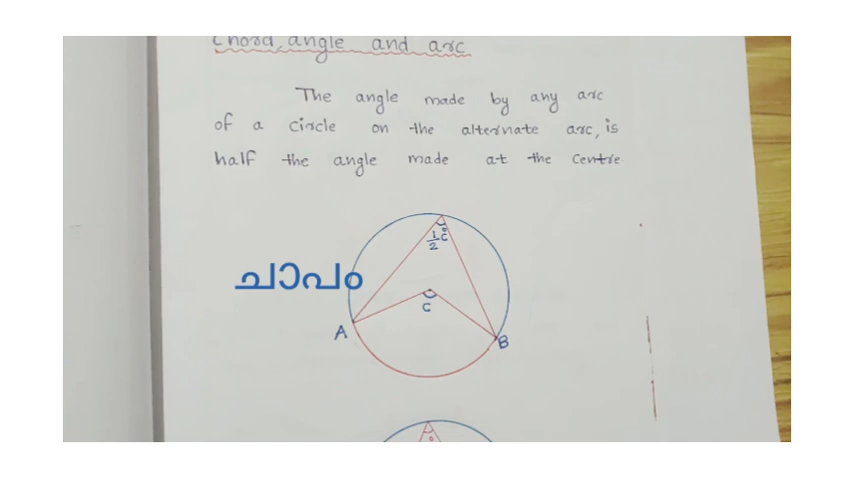 Chord, angle and arc
The angle made by any arc
of a circle on the alternate arc, is
half the angle made at the centre
1/2 c°
ചാപം
c
A
B